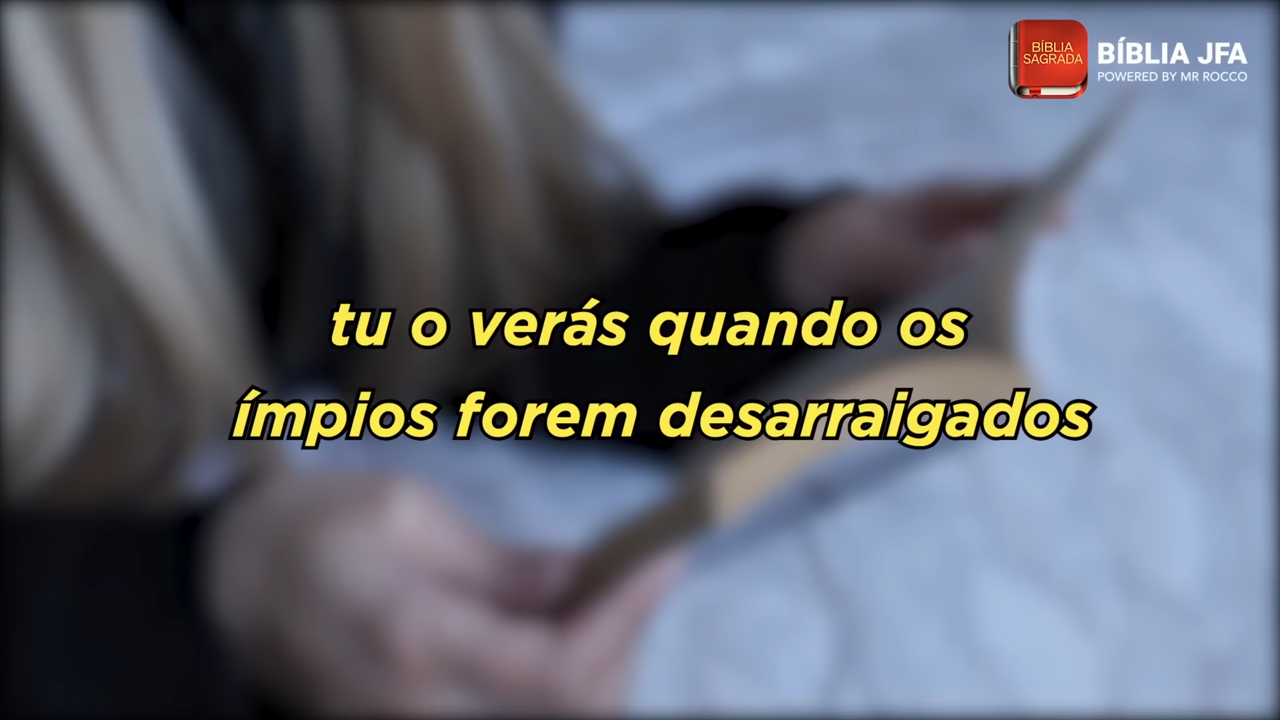 BÍBLIA
SAGRADA
BÍBLIA JFA
POWERED BY MR ROCCO
tu o verás quando os
ímpios forem desarraigados